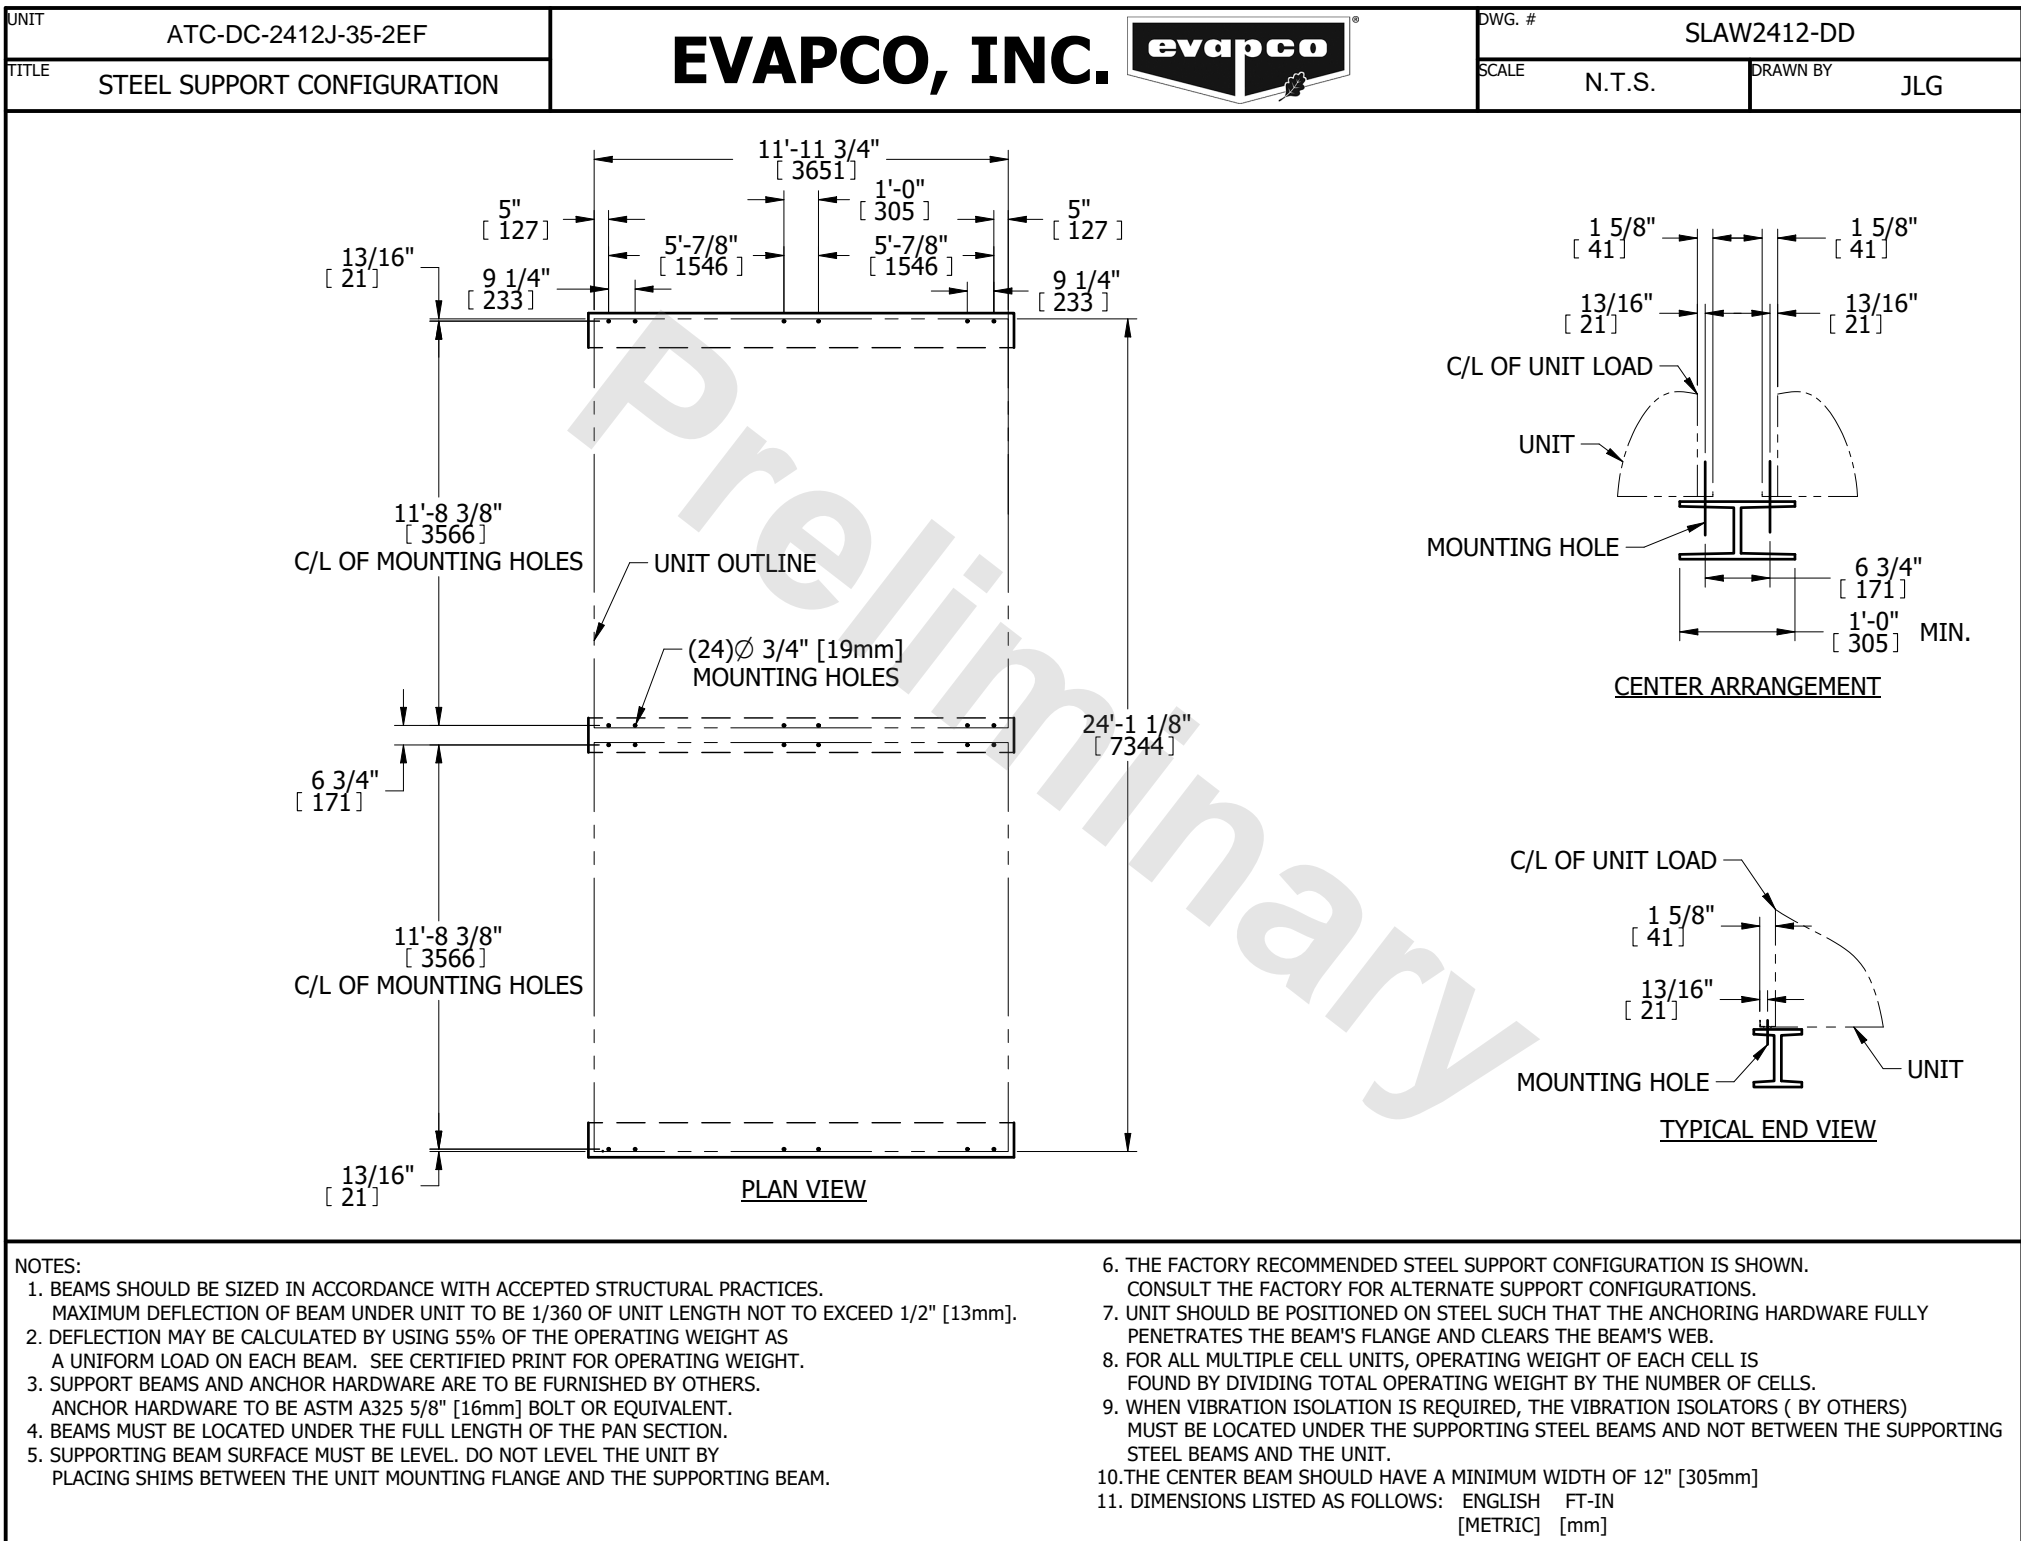 UNIT
ATC-DC-2412J-35-2EF
TITLE
STEEL SUPPORT CONFIGURATION
EVAPCO, INC.
evapco
®
DWG. #
SLAW2412-DD
SCALE
N.T.S.
DRAWN BY
JLG
11'-11 3/4"
[ 3651]
1'-0"
[ 305 ]
5"
[ 127]
5"
[ 127 ]
5'-7/8"
[ 1546 ]
5'-7/8"
[ 1546 ]
13/16"
[ 21]
9 1/4"
[ 233]
9 1/4"
[ 233 ]
11'-8 3/8"
[ 3566]
C/L OF MOUNTING HOLES
UNIT OUTLINE
(24)∅ 3/4" [19mm]
MOUNTING HOLES
24'-1 1/8"
[ 7344]
6 3/4"
[ 171]
11'-8 3/8"
[ 3566]
C/L OF MOUNTING HOLES
13/16"
[ 21]
PLAN VIEW
Preliminary
1 5/8"
[ 41]
1 5/8"
[ 41]
13/16"
[ 21]
13/16"
[ 21]
C/L OF UNIT LOAD
UNIT
MOUNTING HOLE
6 3/4"
[ 171]
1'-0"
[ 305] MIN.
CENTER ARRANGEMENT
C/L OF UNIT LOAD
1 5/8"
[ 41]
13/16"
[ 21]
MOUNTING HOLE
UNIT
TYPICAL END VIEW
NOTES:
1. BEAMS SHOULD BE SIZED IN ACCORDANCE WITH ACCEPTED STRUCTURAL PRACTICES.
MAXIMUM DEFLECTION OF BEAM UNDER UNIT TO BE 1/360 OF UNIT LENGTH NOT TO EXCEED 1/2" [13mm].
2. DEFLECTION MAY BE CALCULATED BY USING 55% OF THE OPERATING WEIGHT AS
A UNIFORM LOAD ON EACH BEAM. SEE CERTIFIED PRINT FOR OPERATING WEIGHT.
3. SUPPORT BEAMS AND ANCHOR HARDWARE ARE TO BE FURNISHED BY OTHERS.
ANCHOR HARDWARE TO BE ASTM A325 5/8" [16mm] BOLT OR EQUIVALENT.
4. BEAMS MUST BE LOCATED UNDER THE FULL LENGTH OF THE PAN SECTION.
5. SUPPORTING BEAM SURFACE MUST BE LEVEL. DO NOT LEVEL THE UNIT BY
PLACING SHIMS BETWEEN THE UNIT MOUNTING FLANGE AND THE SUPPORTING BEAM.
6. THE FACTORY RECOMMENDED STEEL SUPPORT CONFIGURATION IS SHOWN.
CONSULT THE FACTORY FOR ALTERNATE SUPPORT CONFIGURATIONS.
7. UNIT SHOULD BE POSITIONED ON STEEL SUCH THAT THE ANCHORING HARDWARE FULLY
PENETRATES THE BEAM'S FLANGE AND CLEARS THE BEAM'S WEB.
8. FOR ALL MULTIPLE CELL UNITS, OPERATING WEIGHT OF EACH CELL IS
FOUND BY DIVIDING TOTAL OPERATING WEIGHT BY THE NUMBER OF CELLS.
9. WHEN VIBRATION ISOLATION IS REQUIRED, THE VIBRATION ISOLATORS ( BY OTHERS)
MUST BE LOCATED UNDER THE SUPPORTING STEEL BEAMS AND NOT BETWEEN THE SUPPORTING
STEEL BEAMS AND THE UNIT.
10.THE CENTER BEAM SHOULD HAVE A MINIMUM WIDTH OF 12" [305mm]
11. DIMENSIONS LISTED AS FOLLOWS: ENGLISH FT-IN
[METRIC] [mm]